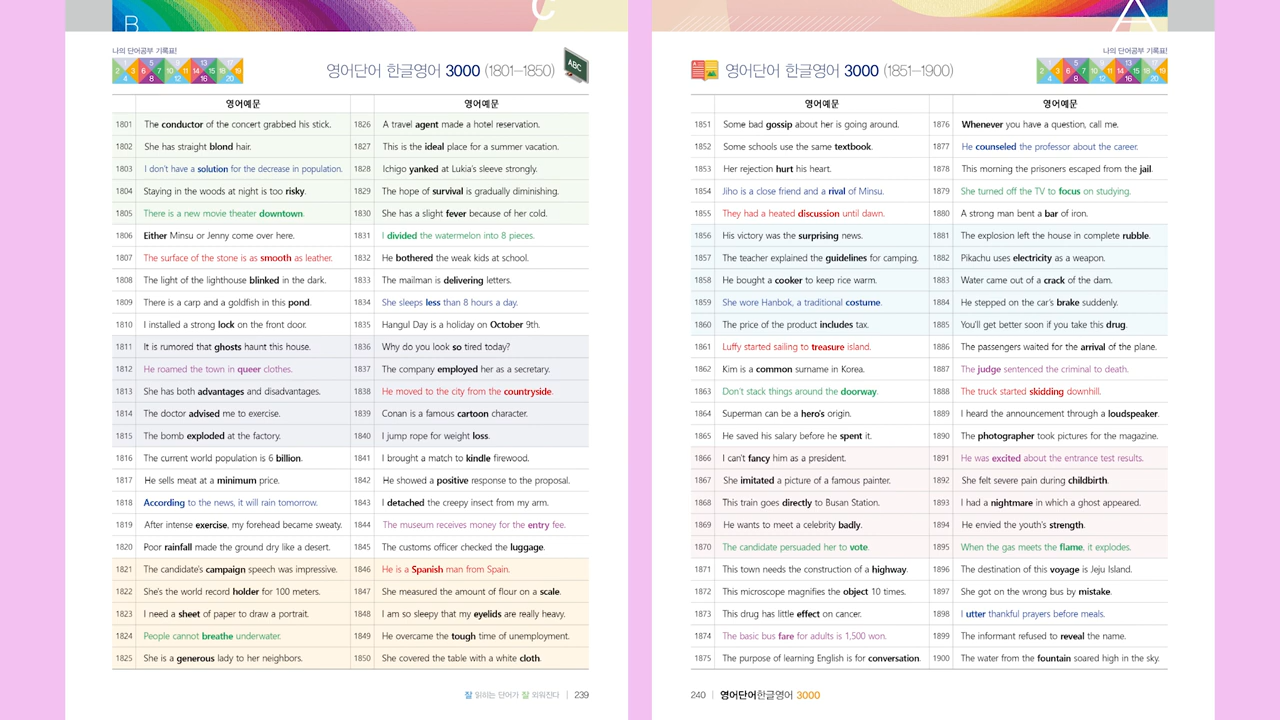 B
C
나의 단어공부 기록표!
1 5 9 13 17
2 3 6 7 10 11 14 15 18 19
4 8 12 16 20
영어단어 한글영어 3000 (1801–1850)
ABC
영어예문 영어예문
1801 The conductor of the concert grabbed his stick. 1826 A travel agent made a hotel reservation.
1802 She has straight blond hair. 1827 This is the ideal place for a summer vacation.
1803 I don't have a solution for the decrease in population. 1828 Ichigo yanked at Lukia's sleeve strongly.
1804 Staying in the woods at night is too risky. 1829 The hope of survival is gradually diminishing.
1805 There is a new movie theater downtown. 1830 She has a slight fever because of her cold.
1806 Either Minsu or Jenny come over here. 1831 I divided the watermelon into 8 pieces.
1807 The surface of the stone is as smooth as leather. 1832 He bothered the weak kids at school.
1808 The light of the lighthouse blinked in the dark. 1833 The mailman is delivering letters.
1809 There is a carp and a goldfish in this pond. 1834 She sleeps less than 8 hours a day.
1810 I installed a strong lock on the front door. 1835 Hangul Day is a holiday on October 9th.
1811 It is rumored that ghosts haunt this house. 1836 Why do you look so tired today?
1812 He roamed the town in queer clothes. 1837 The company employed her as a secretary.
1813 She has both advantages and disadvantages. 1838 He moved to the city from the countryside.
1814 The doctor advised me to exercise. 1839 Conan is a famous cartoon character.
1815 The bomb exploded at the factory. 1840 I jump rope for weight loss.
1816 The current world population is 6 billion. 1841 I brought a match to kindle firewood.
1817 He sells meat at a minimum price. 1842 He showed a positive response to the proposal.
1818 According to the news, it will rain tomorrow. 1843 I detached the creepy insect from my arm.
1819 After intense exercise, my forehead became sweaty. 1844 The museum receives money for the entry fee.
1820 Poor rainfall made the ground dry like a desert. 1845 The customs officer checked the luggage.
1821 The candidate's campaign speech was impressive. 1846 He is a Spanish man from Spain.
1822 She's the world record holder for 100 meters. 1847 She measured the amount of flour on a scale.
1823 I need a sheet of paper to draw a portrait. 1848 I am so sleepy that my eyelids are really heavy.
1824 People cannot breathe underwater. 1849 He overcame the tough time of unemployment.
1825 She is a generous lady to her neighbors. 1850 She covered the table with a white cloth.
잘 읽히는 단어가 잘 외워진다 | 239
A
나의 단어공부 기록표!
영어단어 한글영어 3000 (1851–1900)
1 5 9 13 17
2 3 6 7 10 11 14 15 18 19
4 8 12 16 20
영어예문 영어예문
1851 Some bad gossip about her is going around. 1876 Whenever you have a question, call me.
1852 Some schools use the same textbook. 1877 He counseled the professor about the career.
1853 Her rejection hurt his heart. 1878 This morning the prisoners escaped from the jail.
1854 Jiho is a close friend and a rival of Minsu. 1879 She turned off the TV to focus on studying.
1855 They had a heated discussion until dawn. 1880 A strong man bent a bar of iron.
1856 His victory was the surprising news. 1881 The explosion left the house in complete rubble.
1857 The teacher explained the guidelines for camping. 1882 Pikachu uses electricity as a weapon.
1858 He bought a cooker to keep rice warm. 1883 Water came out of a crack of the dam.
1859 She wore Hanbok, a traditional costume. 1884 He stepped on the car's brake suddenly.
1860 The price of the product includes tax. 1885 You'll get better soon if you take this drug.
1861 Luffy started sailing to treasure island. 1886 The passengers waited for the arrival of the plane.
1862 Kim is a common surname in Korea. 1887 The judge sentenced the criminal to death.
1863 Don't stack things around the doorway. 1888 The truck started skidding downhill.
1864 Superman can be a hero's origin. 1889 I heard the announcement through a loudspeaker.
1865 He saved his salary before he spent it. 1890 The photographer took pictures for the magazine.
1866 I can't fancy him as a president. 1891 He was excited about the entrance test results.
1867 She imitated a picture of a famous painter. 1892 She felt severe pain during childbirth.
1868 This train goes directly to Busan Station. 1893 I had a nightmare in which a ghost appeared.
1869 He wants to meet a celebrity badly. 1894 He envied the youth's strength.
1870 The candidate persuaded her to vote. 1895 When the gas meets the flame, it explodes.
1871 This town needs the construction of a highway. 1896 The destination of this voyage is Jeju Island.
1872 This microscope magnifies the object 10 times. 1897 She got on the wrong bus by mistake.
1873 This drug has little effect on cancer. 1898 I utter thankful prayers before meals.
1874 The basic bus fare for adults is 1,500 won. 1899 The informant refused to reveal the name.
1875 The purpose of learning English is for conversation. 1900 The water from the fountain soared high in the sky.
240 | 영어단어한글영어 3000